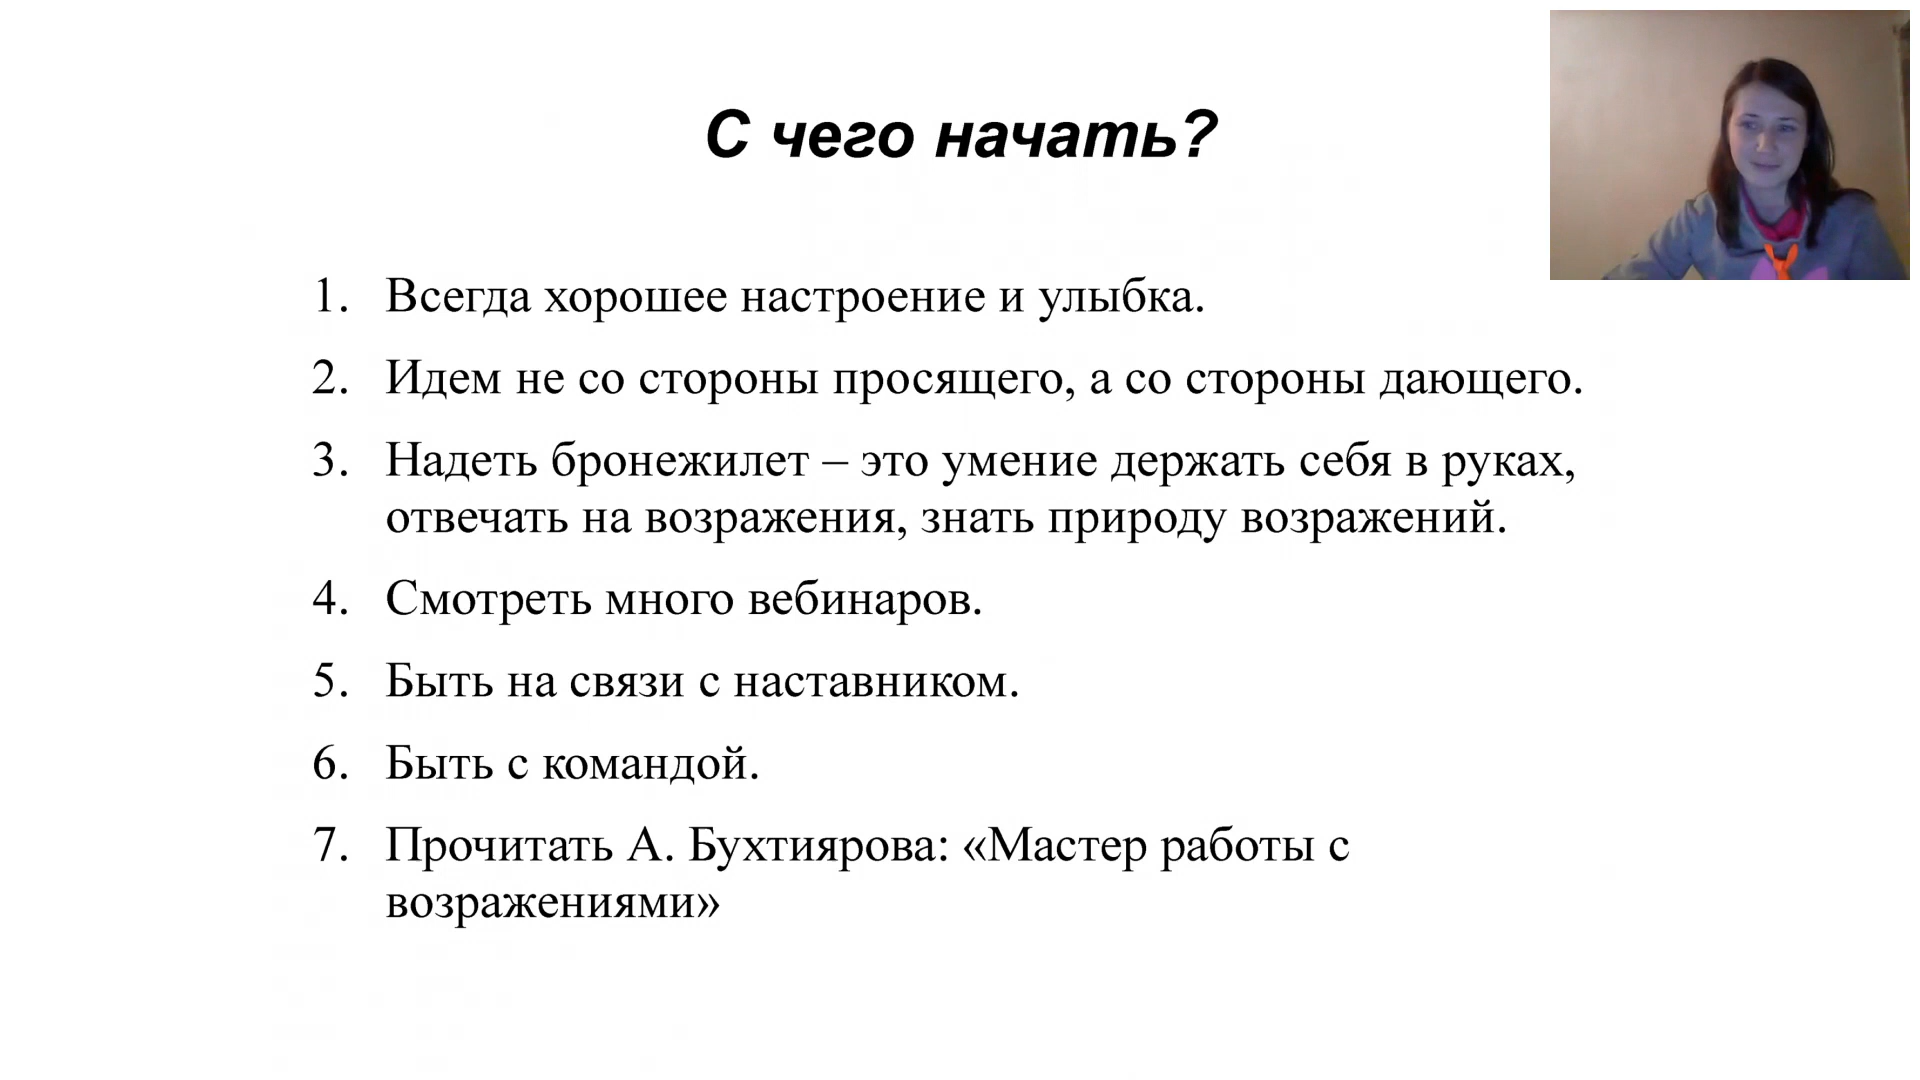 С чего начать?
1. Всегда хорошее настроение и улыбка.
2. Идем не со стороны просящего, а со стороны дающего.
3. Надеть бронежилет – это умение держать себя в руках,
отвечать на возражения, знать природу возражений.
4. Смотреть много вебинаров.
5. Быть на связи с наставником.
6. Быть с командой.
7. Прочитать А. Бухтиярова: «Мастер работы с
возражениями»